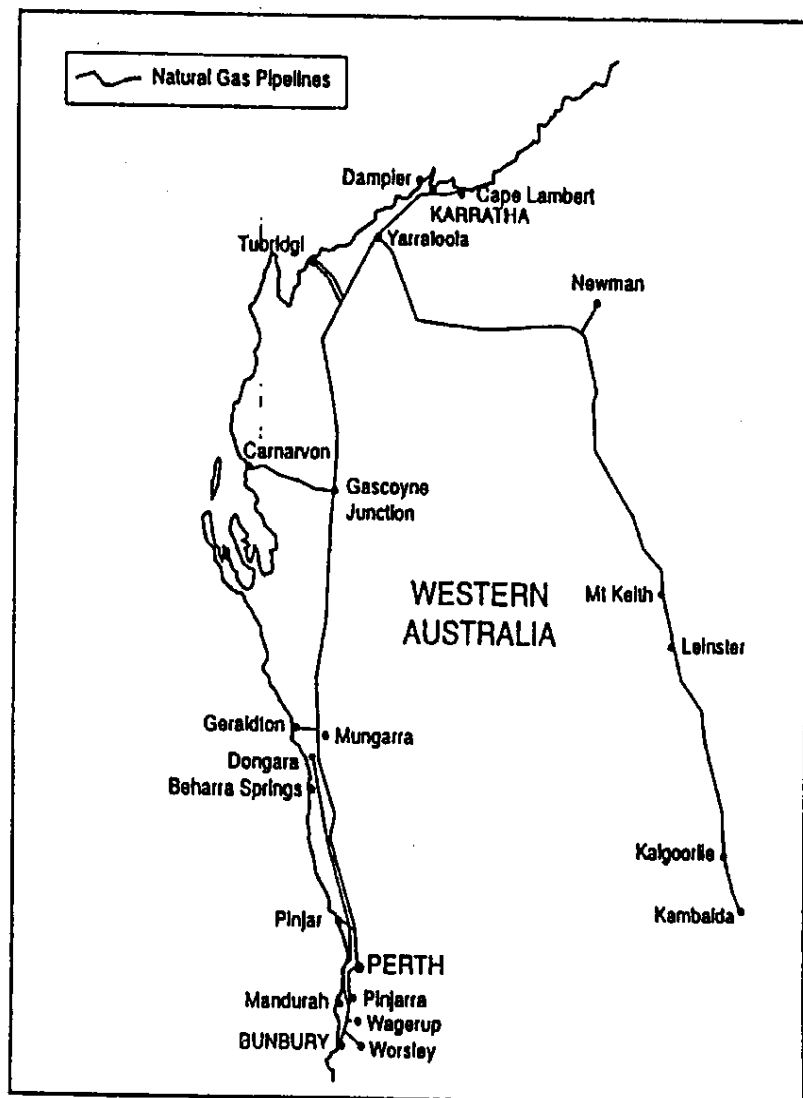 Natural Gas Pipelines
Dampier
Cape Lambert
KARRATHA
Yarraloola
Tubridgi
Newman
Carnarvon
Gascoyne
Junction
WESTERN
AUSTRALIA
Mt Keith
Leinster
Geraldton
Mungarra
Dongara
Beharra Springs
Kalgoorlie
Kambalda
Pinjar
PERTH
Mandurah
Pinjarra
Wagerup
BUNBURY
Worsley